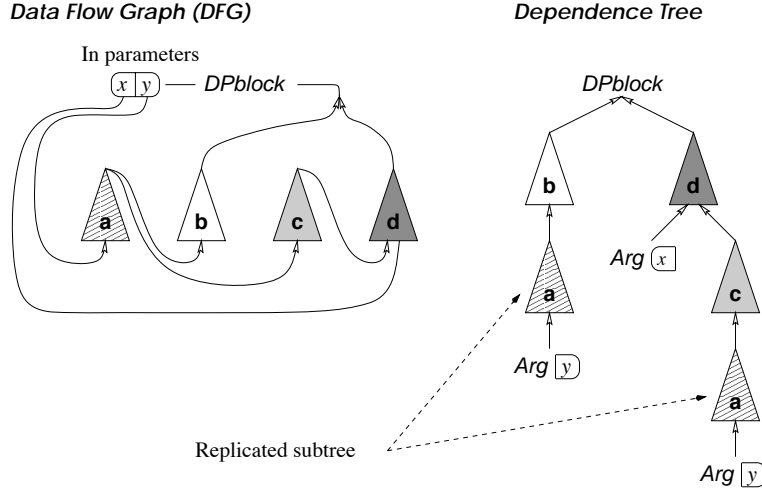 Data Flow Graph (DFG)
Dependence Tree
In parameters
x y DPblock
DPblock
a b c d
b d
Arg x
a c
Arg y
a
Replicated subtree
Arg y